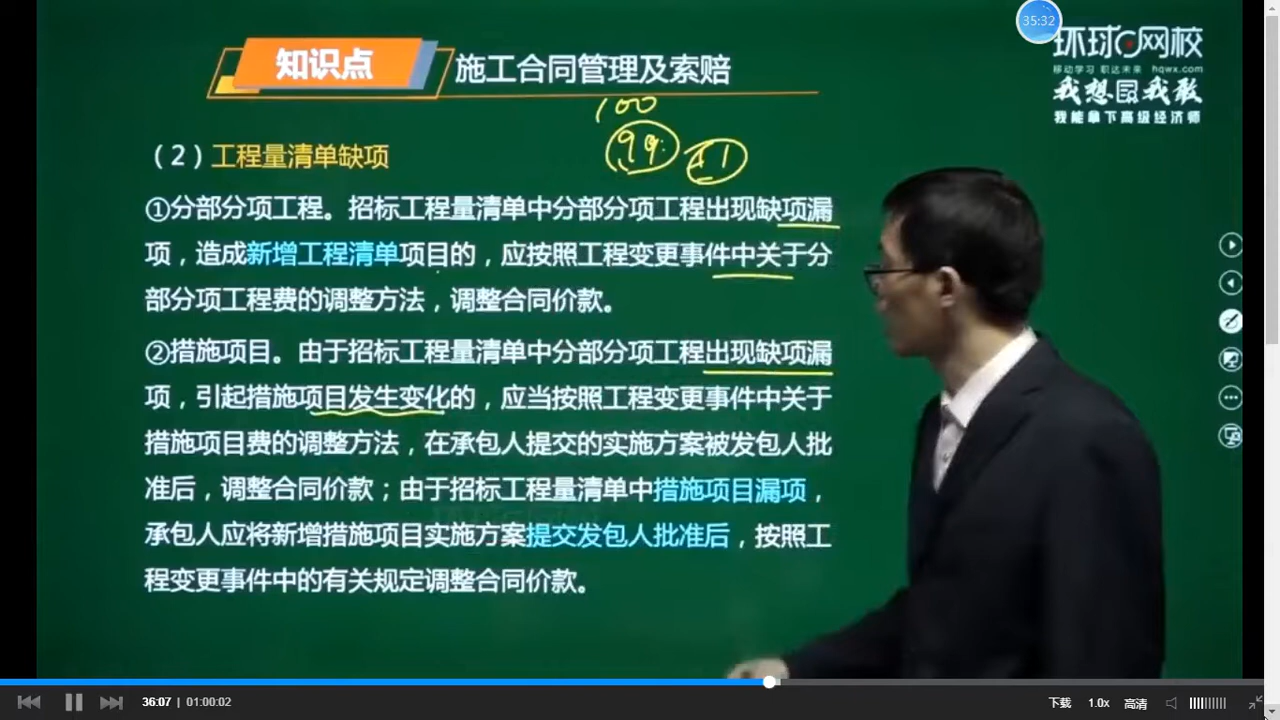 35:32
环球网校
移动学习 职达未来 hqwx.com
我想 我敢
我能拿下高级经济师
知识点
施工合同管理及索赔
100
99
1
（2）工程量清单缺项
①分部分项工程。招标工程量清单中分部分项工程出现缺项漏
项，造成新增工程清单项目的，应按照工程变更事件中关于分
部分项工程费的调整方法，调整合同价款。
②措施项目。由于招标工程量清单中分部分项工程出现缺项漏
项，引起措施项目发生变化的，应当按照工程变更事件中关于
措施项目费的调整方法，在承包人提交的实施方案被发包人批
准后，调整合同价款；由于招标工程量清单中措施项目漏项，
承包人应将新增措施项目实施方案提交发包人批准后，按照工
程变更事件中的有关规定调整合同价款。
36:07 | 01:00:02
下载 1.0x 高清